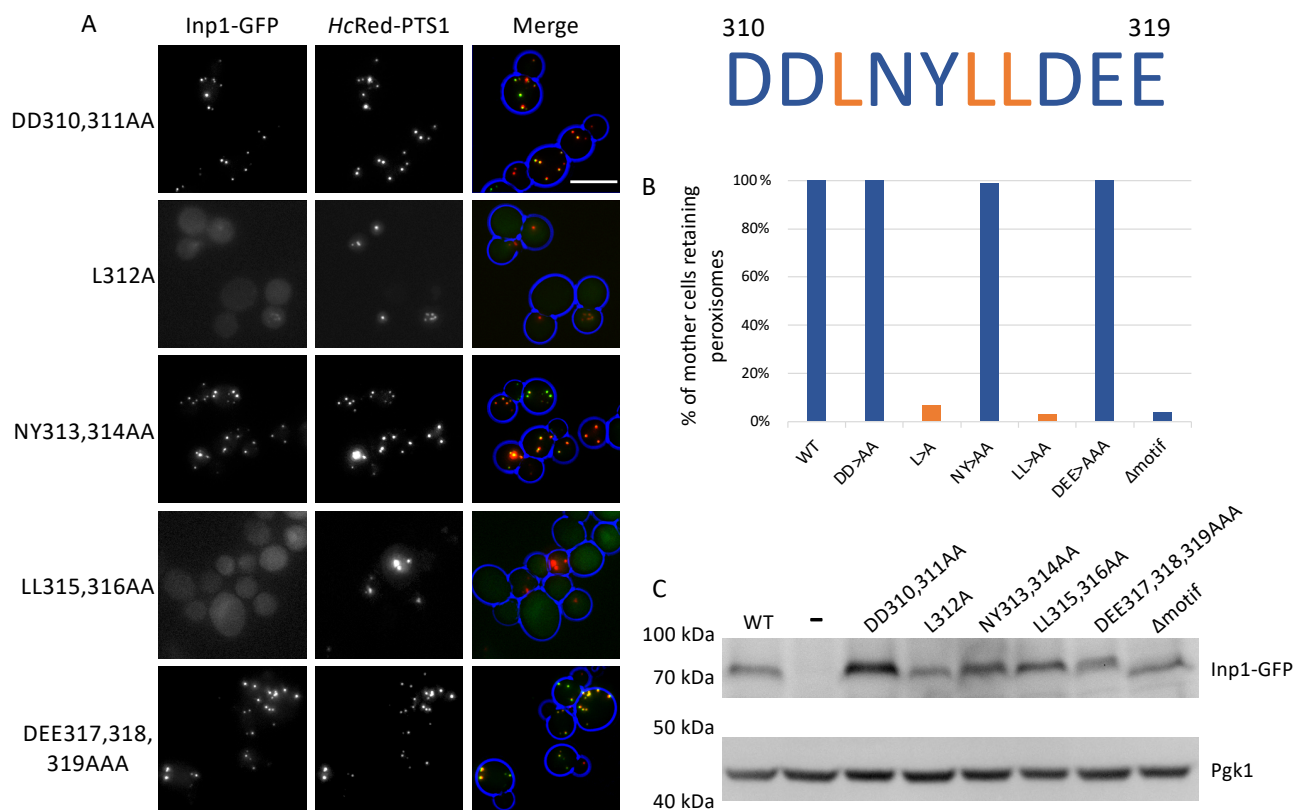 A
Inp1-GFP
HcRed-PTS1
Merge
DD310,311AA
L312A
NY313,314AA
LL315,316AA
DEE317,318,
319AAA
310
319
DDLNYLLDEE
B
% of mother cells retaining
peroxisomes
100%
80%
60%
40%
20%
0%
WT
DD>AA
L>A
NY>AA
LL>AA
DEE>AAA
Δmotif
C
WT
-
DD310,311AA
L312A
NY313,314AA
LL315,316AA
DEE317,318,319AAA
Δmotif
100 kDa
70 kDa
50 kDa
40 kDa
Inp1-GFP
Pgk1